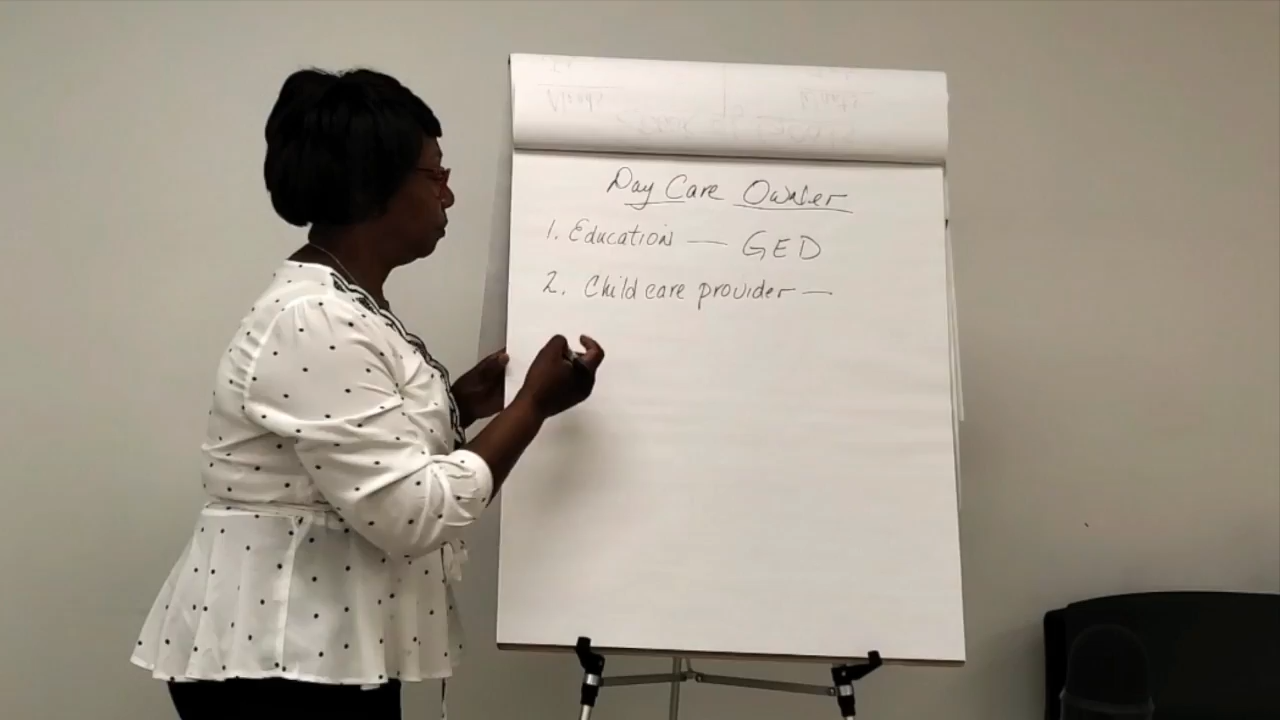 Day Care Owner
1. Education — GED
2. Child care provider —